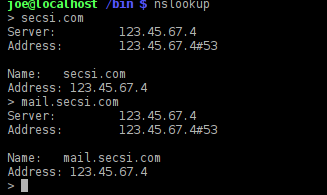 joe@localhost /bin $ nslookup
> secsi.com
Server: 123.45.67.4
Address: 123.45.67.4#53
Name: secsi.com
Address: 123.45.67.4
> mail.secsi.com
Server: 123.45.67.4
Address: 123.45.67.4#53
Name: mail.secsi.com
Address: 123.45.67.4
>